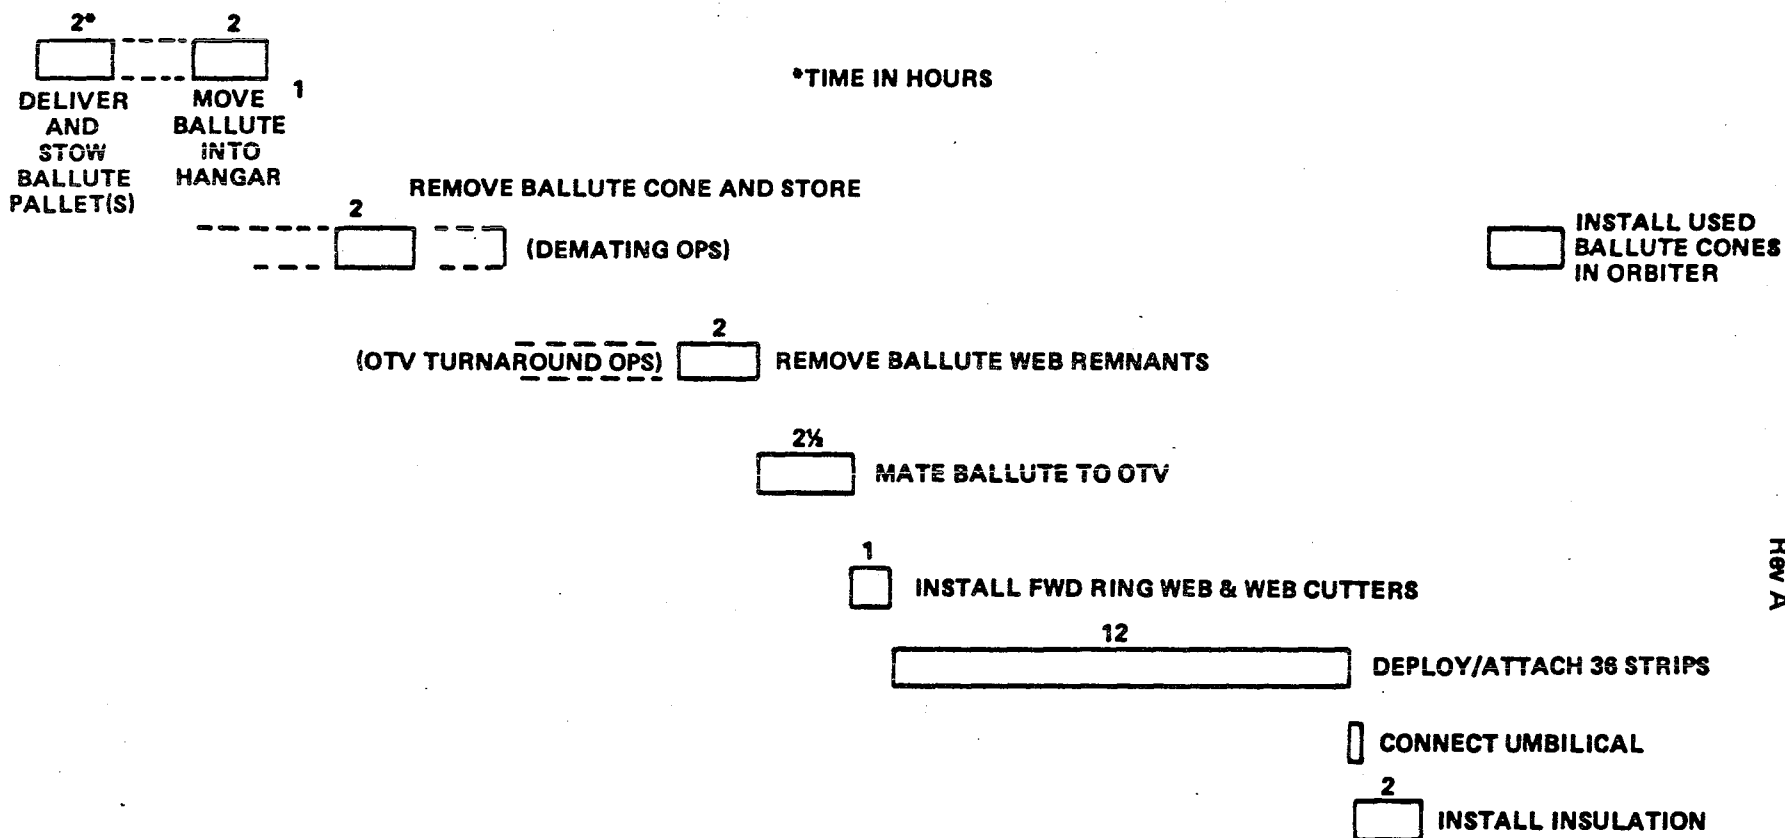 2*
2
*TIME IN HOURS
DELIVER
AND
STOW
BALLUTE
PALLET(S)
MOVE
BALLUTE
INTO
HANGAR
1
REMOVE BALLUTE CONE AND STORE
2
(DEMATING OPS)
INSTALL USED
BALLUTE CONES
IN ORBITER
2
(OTV TURNAROUND OPS)
REMOVE BALLUTE WEB REMNANTS
2½
MATE BALLUTE TO OTV
1
INSTALL FWD RING WEB & WEB CUTTERS
Rev A
12
DEPLOY/ATTACH 36 STRIPS
CONNECT UMBILICAL
2
INSTALL INSULATION